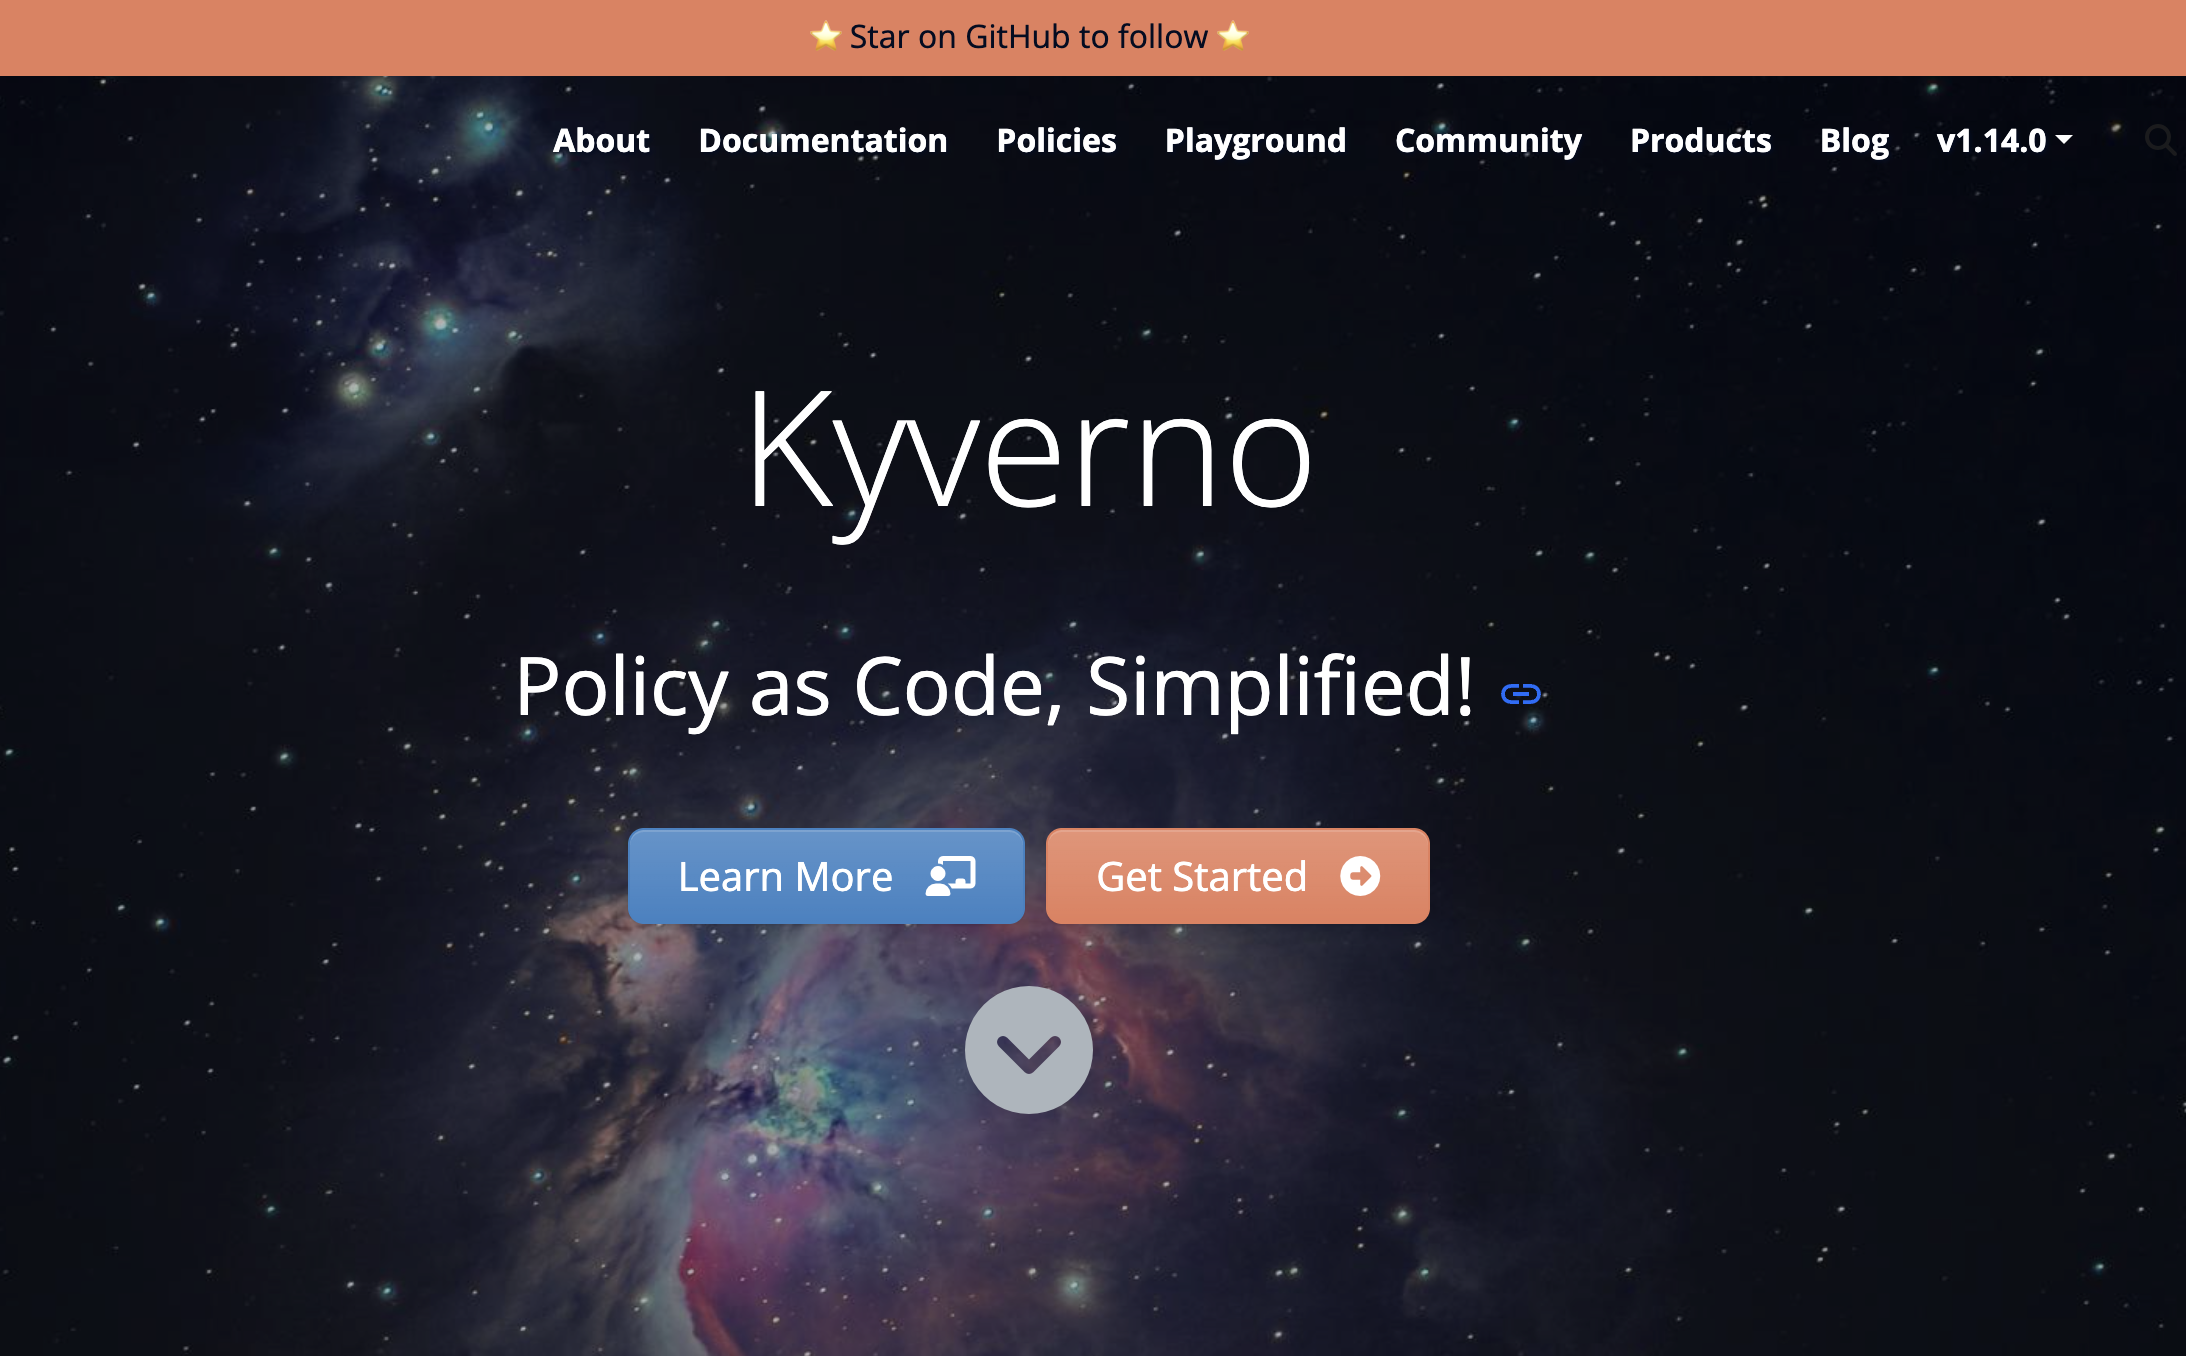 ⭐ Star on GitHub to follow ⭐
About Documentation Policies Playground Community Products Blog v1.14.0
Kyverno
Policy as Code, Simplified!
Learn More Get Started